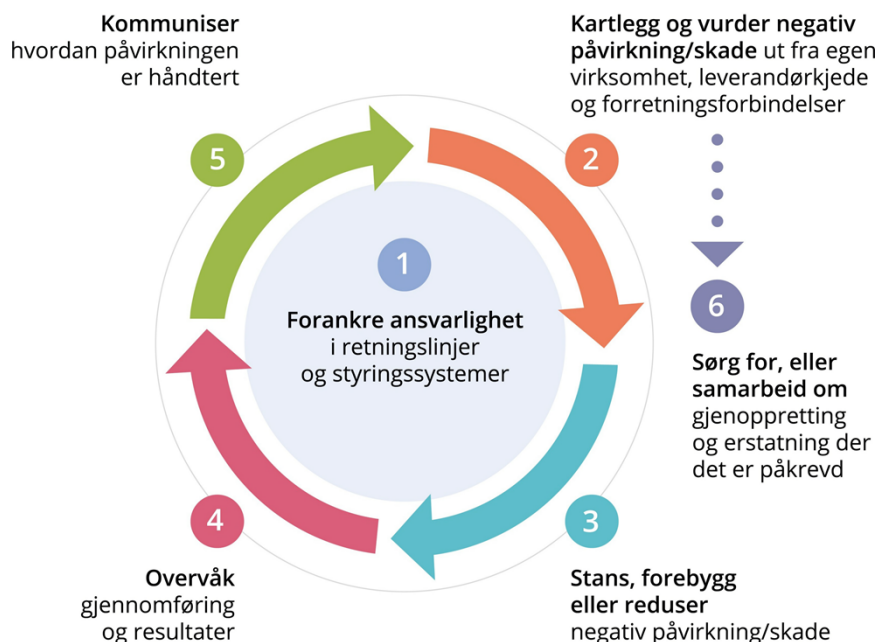 1
Forankre ansvarlighet
i retningslinjer
og styringssystemer
2
Kartlegg og vurder negativ
påvirkning/skade ut fra egen
virksomhet, leverandørkjede
og forretningsforbindelser
3
Stans, forebygg
eller reduser
negativ påvirkning/skade
4
Overvåk
gjennomføring
og resultater
5
Kommuniser
hvordan påvirkningen
er håndtert
6
Sørg for, eller
samarbeid om
gjenoppretting
og erstatning der
det er påkrevd